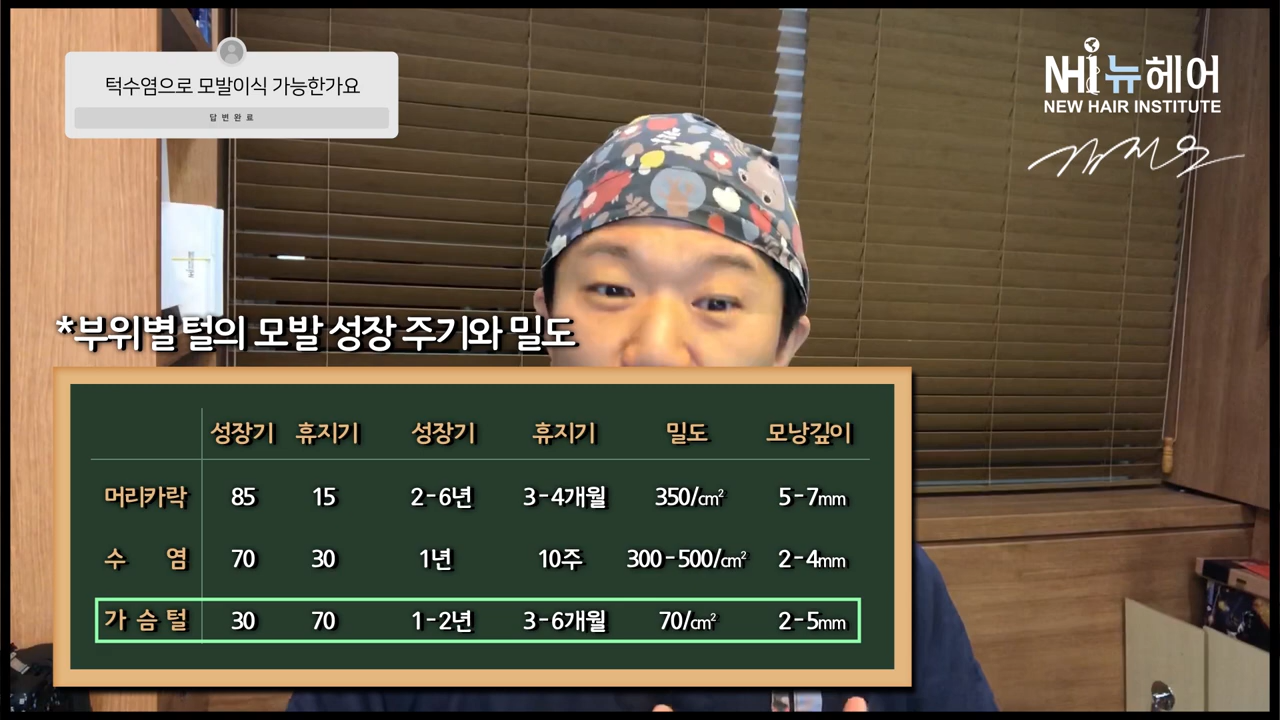 턱수염으로 모발이식 가능한가요
답변완료
NHI 뉴헤어
NEW HAIR INSTITUTE
*부위별 털의 모발 성장 주기와 밀도
성장기 휴지기 성장기 휴지기 밀도 모낭깊이
머리카락 85 15 2-6년 3-4개월 350/㎠ 5-7㎜
수염 70 30 1년 10주 300-500/㎠ 2-4㎜
가슴털 30 70 1-2년 3-6개월 70/㎠ 2-5㎜